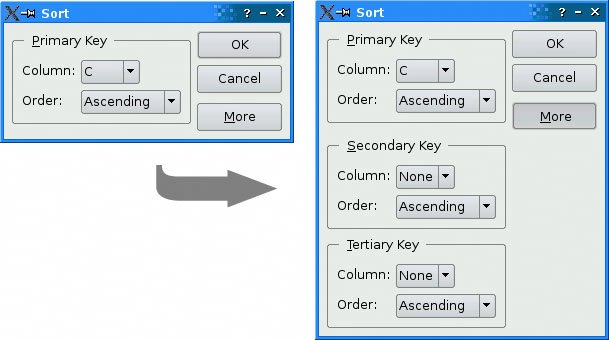 Sort ?
Primary Key
Column: C
Order: Ascending
OK
Cancel
More
Sort ?
Primary Key
Column: C
Order: Ascending
OK
Cancel
More
Secondary Key
Column: None
Order: Ascending
Tertiary Key
Column: None
Order: Ascending